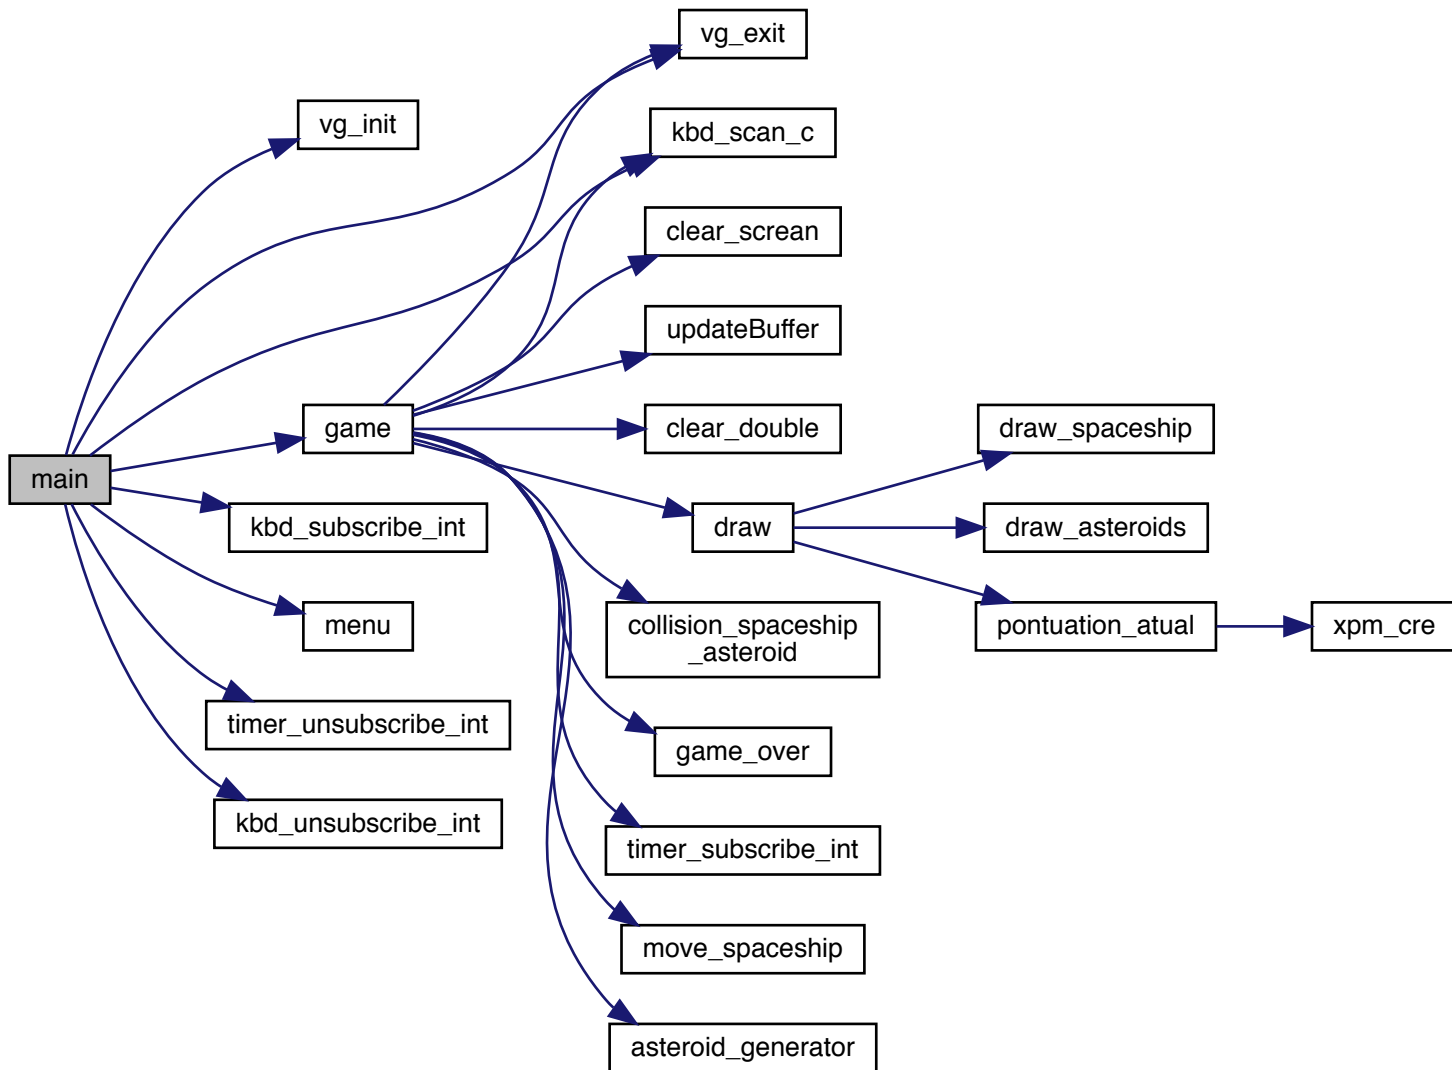 vg_exit
vg_init
kbd_scan_c
clear_screan
updateBuffer
game
clear_double
draw_spaceship
main
kbd_subscribe_int
draw
draw_asteroids
menu
collision_spaceship
_asteroid
pontuation_atual
xpm_cre
timer_unsubscribe_int
game_over
kbd_unsubscribe_int
timer_subscribe_int
move_spaceship
asteroid_generator